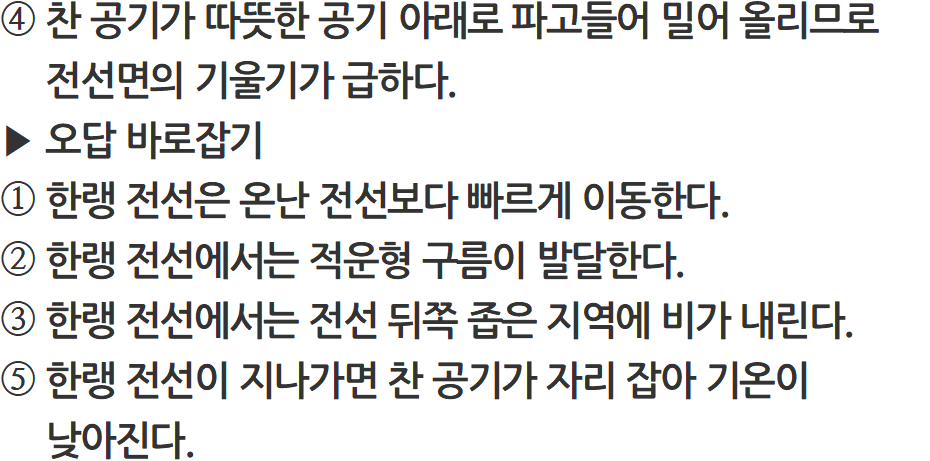 ④ 찬 공기가 따뜻한 공기 아래로 파고들어 밀어 올리므로
전선면의 기울기가 급하다.
▶ 오답 바로잡기
① 한랭 전선은 온난 전선보다 빠르게 이동한다.
② 한랭 전선에서는 적운형 구름이 발달한다.
③ 한랭 전선에서는 전선 뒤쪽 좁은 지역에 비가 내린다.
⑤ 한랭 전선이 지나가면 찬 공기가 자리 잡아 기온이
낮아진다.